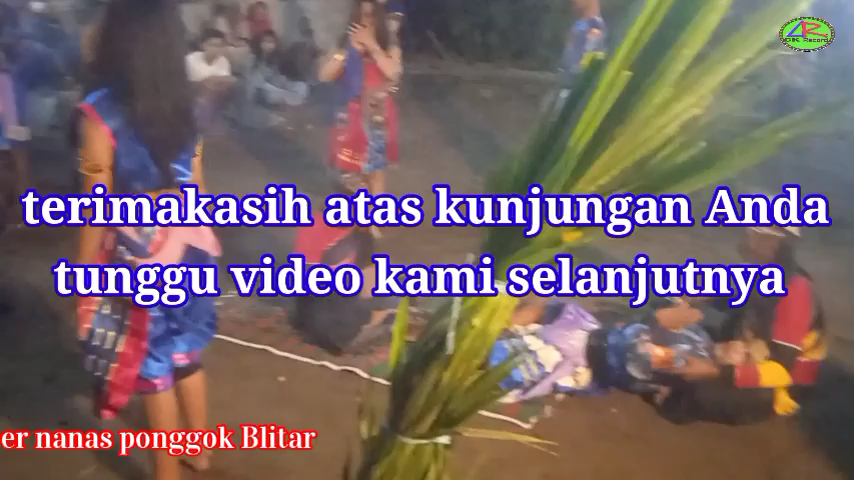 terimakasih atas kunjungan Anda
tunggu video kami selanjutnya
er nanas ponggok Blitar